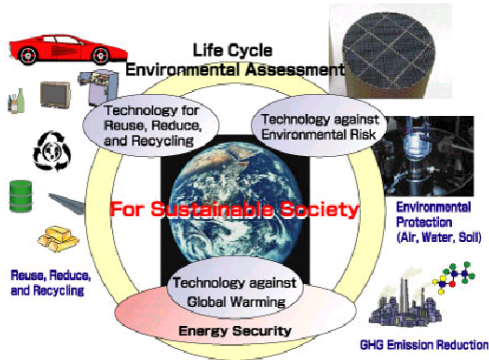 Life Cycle
Environmental Assessment
Technology for
Reuse, Reduce,
and Recycling
Technology against
Environmental Risk
For Sustainable Society
Environmental
Protection
(Air, Water, Soil)
Reuse, Reduce,
and Recycling
Technology against
Global Warming
Energy Security
GHG Emission Reduction